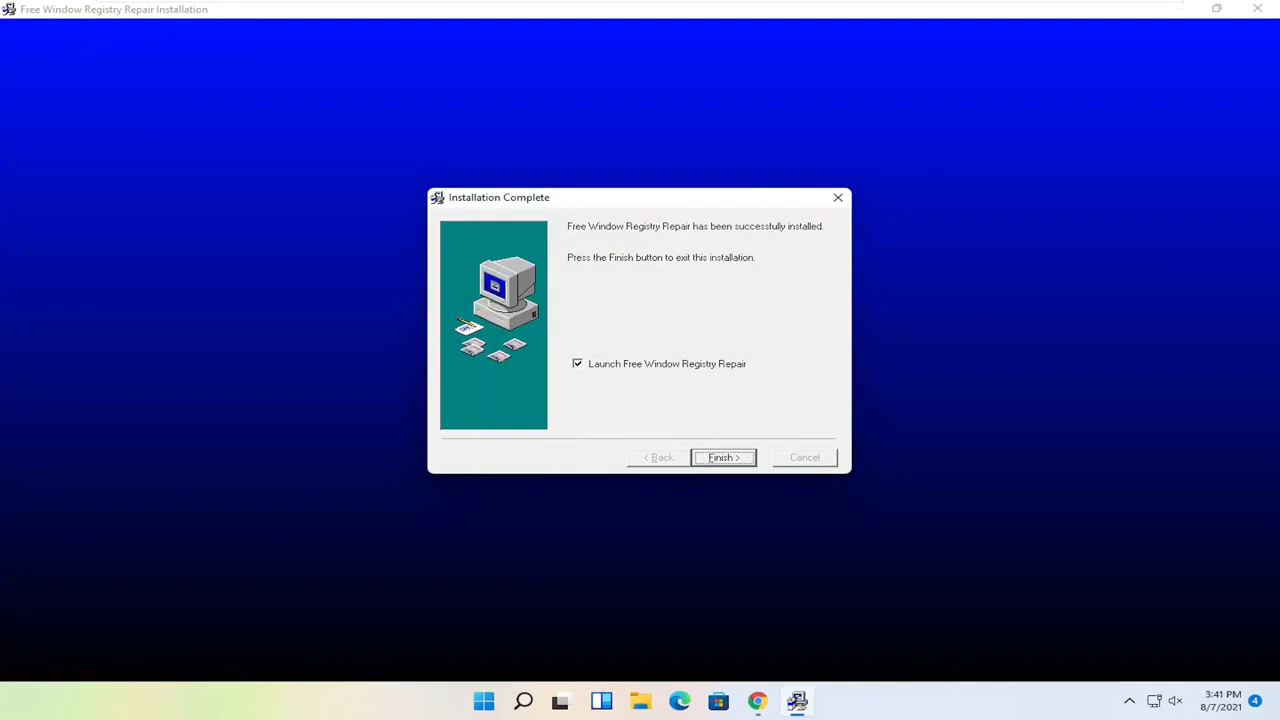 Free Window Registry Repair Installation
Installation Complete
Free Window Registry Repair has been successfully installed.
Press the Finish button to exit this installation.
Launch Free Window Registry Repair
< Back
Finish >
Cancel
3:41 PM
8/7/2021
4